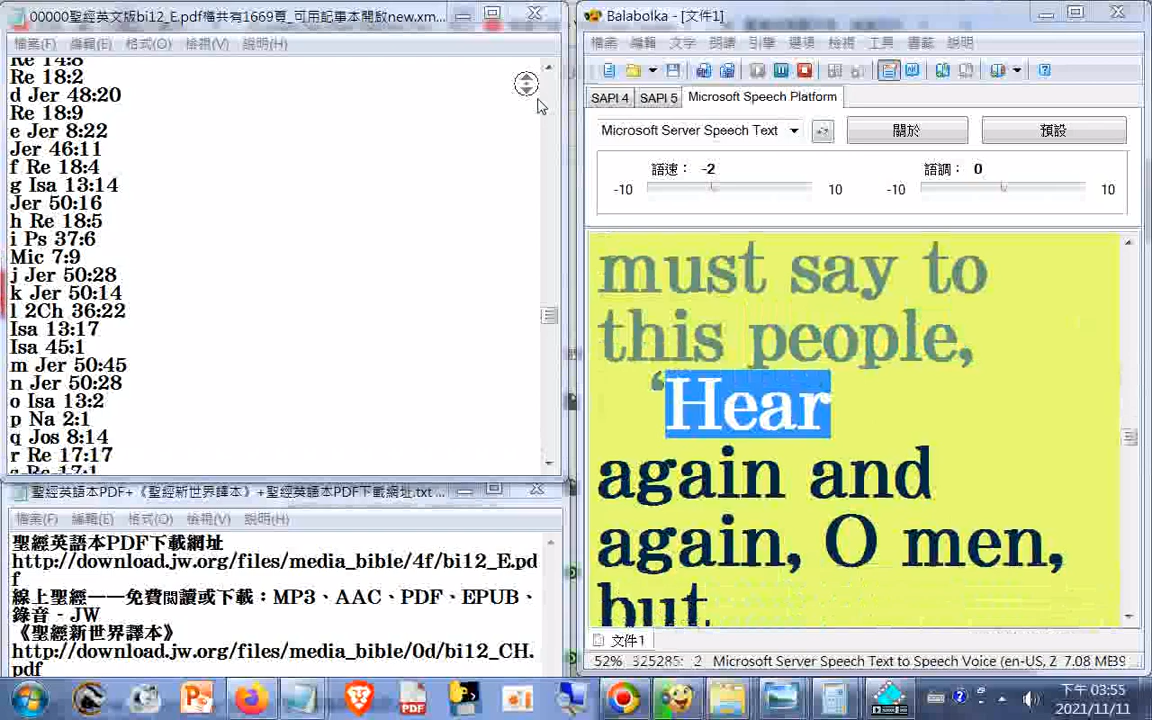 00000聖經英文版bi12_E.pdf檔共有1669頁_可用記事本開啟new.xm...
檔案(F) 編輯(E) 格式(O) 檢視(V) 說明(H)
Re 14:8
Re 18:2
d Jer 48:20
Re 18:9
e Jer 8:22
Jer 46:11
f Re 18:4
g Isa 13:14
Jer 50:16
h Re 18:5
i Ps 37:6
Mic 7:9
j Jer 50:28
k Jer 50:14
l 2Ch 36:22
Isa 13:17
Isa 45:1
m Jer 50:45
n Jer 50:28
o Isa 13:2
p Na 2:1
q Jos 8:14
r Re 17:17
s Re 17:1
聖經英語本PDF+《聖經新世界譯本》+聖經英語本PDF下載網址.txt ...
檔案(F) 編輯(E) 格式(O) 檢視(V) 說明(H)
聖經英語本PDF下載網址
http://download.jw.org/files/media_bible/4f/bi12_E.pd
f
線上聖經——免費閱讀或下載：MP3、AAC、PDF、EPUB、
錄音 - JW
《聖經新世界譯本》
http://download.jw.org/files/media_bible/0d/bi12_CH.
pdf
Balabolka - [文件1]
檔案 編輯 文字 朗讀 引擎 選項 檢視 工具 書籤 說明
SAPI 4 SAPI 5 Microsoft Speech Platform
Microsoft Server Speech Text 關於 預設
語速： -2 語調： 0
-10 10 -10 10
must say to
this people,
‘Hear
again and
again, O men,
but
文件1
52% 325285: 2 Microsoft Server Speech Text to Speech Voice (en-US, Z 7.08 MB
下午 03:55
2021/11/11